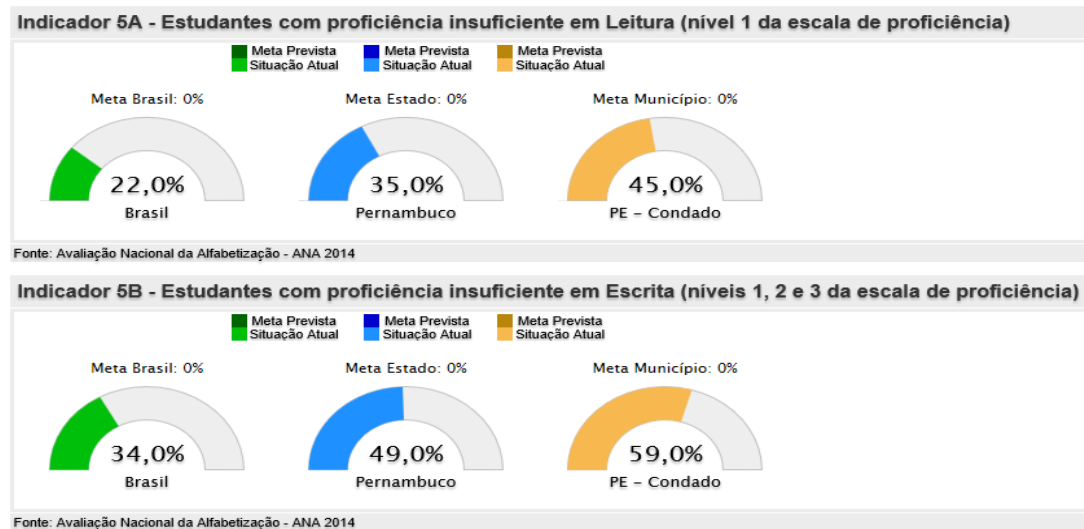 Indicador 5A - Estudantes com proficiência insuficiente em Leitura (nível 1 da escala de proficiência)
Meta Prevista Meta Prevista Meta Prevista
Situação Atual Situação Atual Situação Atual
Meta Brasil: 0% Meta Estado: 0% Meta Município: 0%
22,0% 35,0% 45,0%
Brasil Pernambuco PE - Condado
Fonte: Avaliação Nacional da Alfabetização - ANA 2014
Indicador 5B - Estudantes com proficiência insuficiente em Escrita (níveis 1, 2 e 3 da escala de proficiência)
Meta Prevista Meta Prevista Meta Prevista
Situação Atual Situação Atual Situação Atual
Meta Brasil: 0% Meta Estado: 0% Meta Município: 0%
34,0% 49,0% 59,0%
Brasil Pernambuco PE - Condado
Fonte: Avaliação Nacional da Alfabetização - ANA 2014